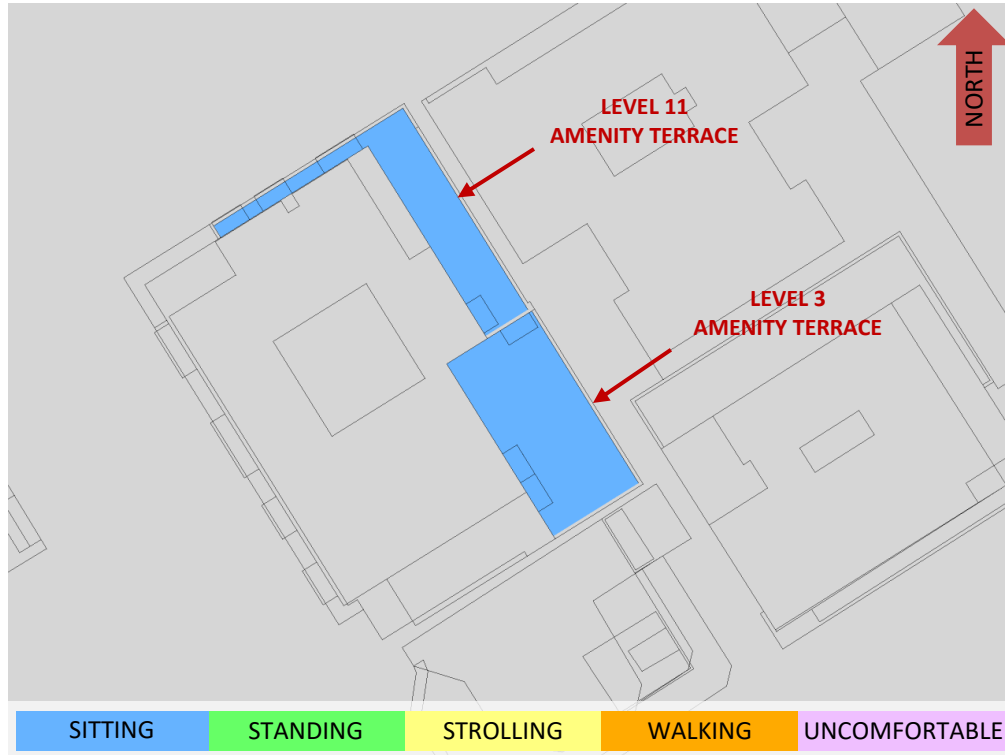 NORTH
LEVEL 11
AMENITY TERRACE
LEVEL 3
AMENITY TERRACE
SITTING
STANDING
STROLLING
WALKING
UNCOMFORTABLE